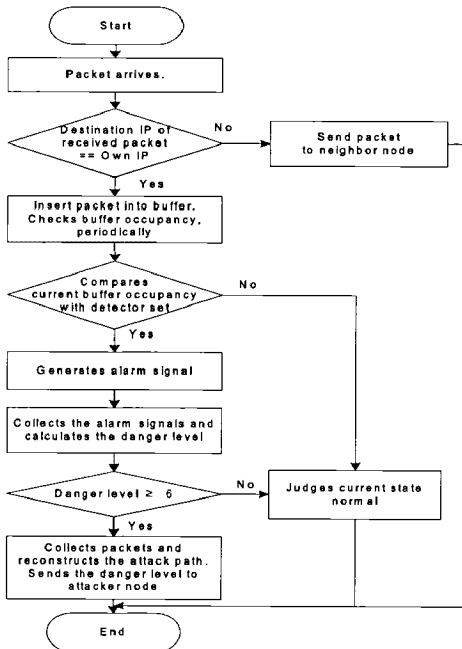 Start
Packet arrives.
Destination IP of
received packet
== Own IP
No
Send packet
to neighbor node
Yes
Insert packet into buffer.
Checks buffer occupancy,
periodically
Compares
current buffer occupancy
with detector set
No
Yes
Generates alarm signal
Collects the alarm signals and
calculates the danger level
Danger level ≥ 6
No
Judges current state
normal
Yes
Collects packets and
reconstructs the attack path.
Sends the danger level to
attacker node
End